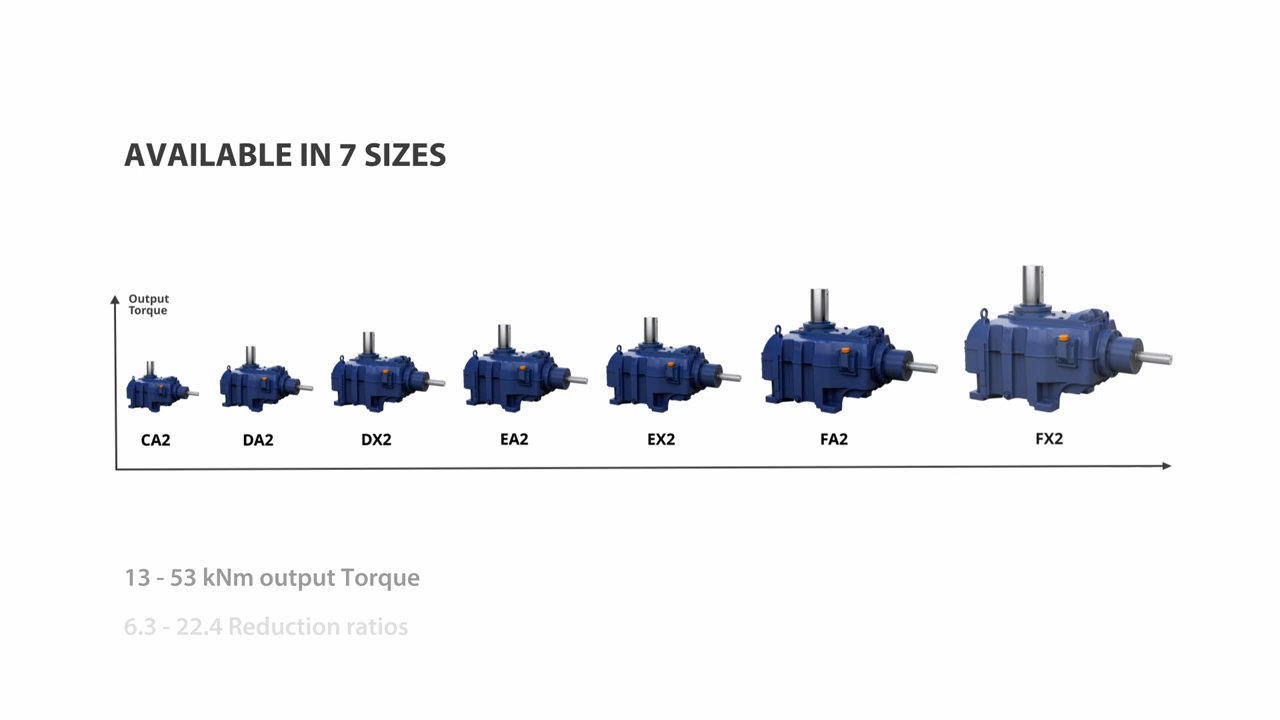 AVAILABLE IN 7 SIZES
Output
Torque
CA2 DA2 DX2 EA2 EX2 FA2 FX2
13 - 53 kNm output Torque
6.3 - 22.4 Reduction ratios